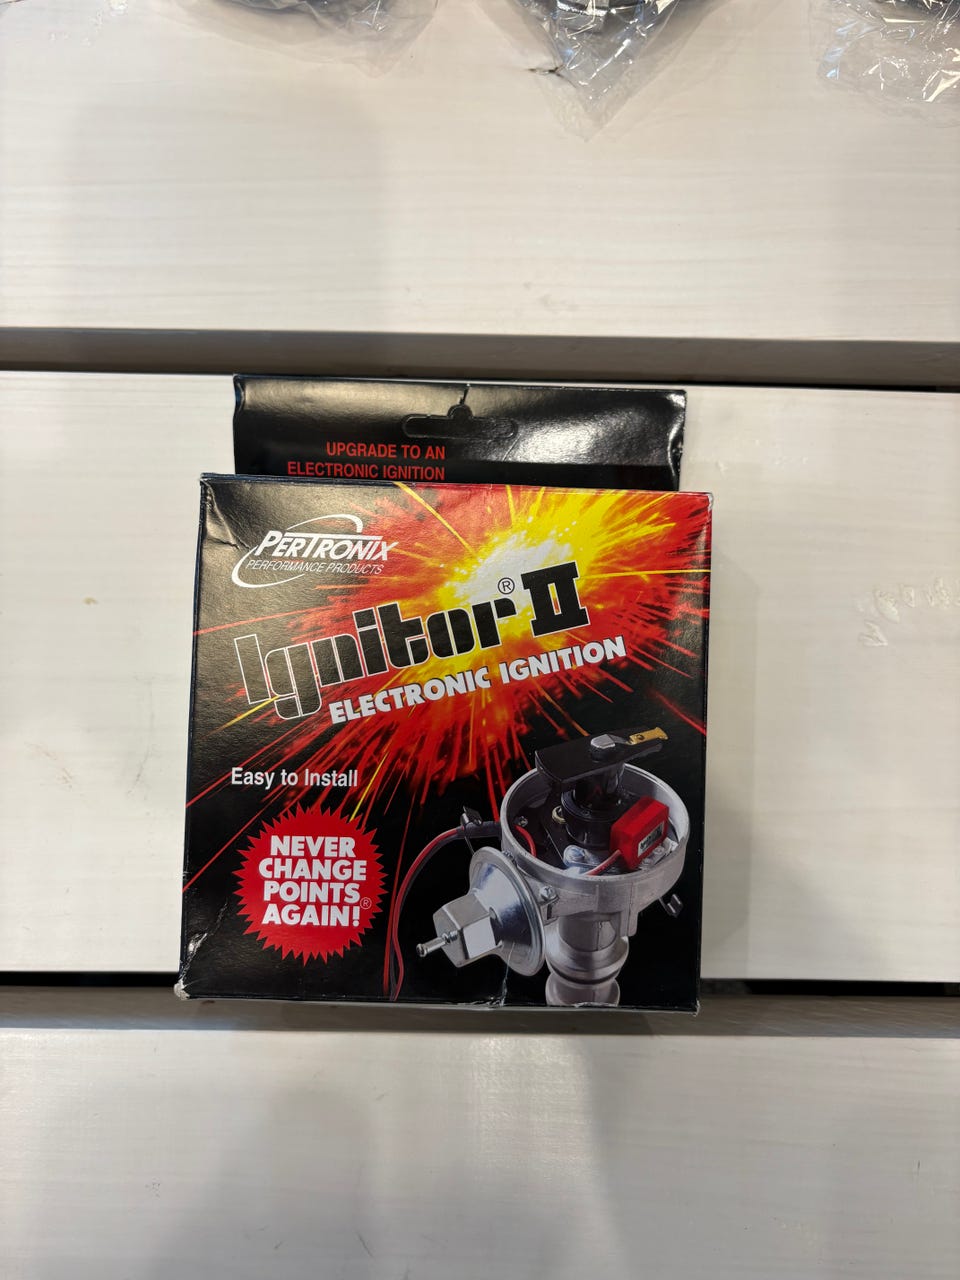 UPGRADE TO AN
ELECTRONIC IGNITION
PERTRONIX
PERFORMANCE PRODUCTS
Ignitor® II
ELECTRONIC IGNITION
Easy to Install
NEVER
CHANGE
POINTS
AGAIN!®